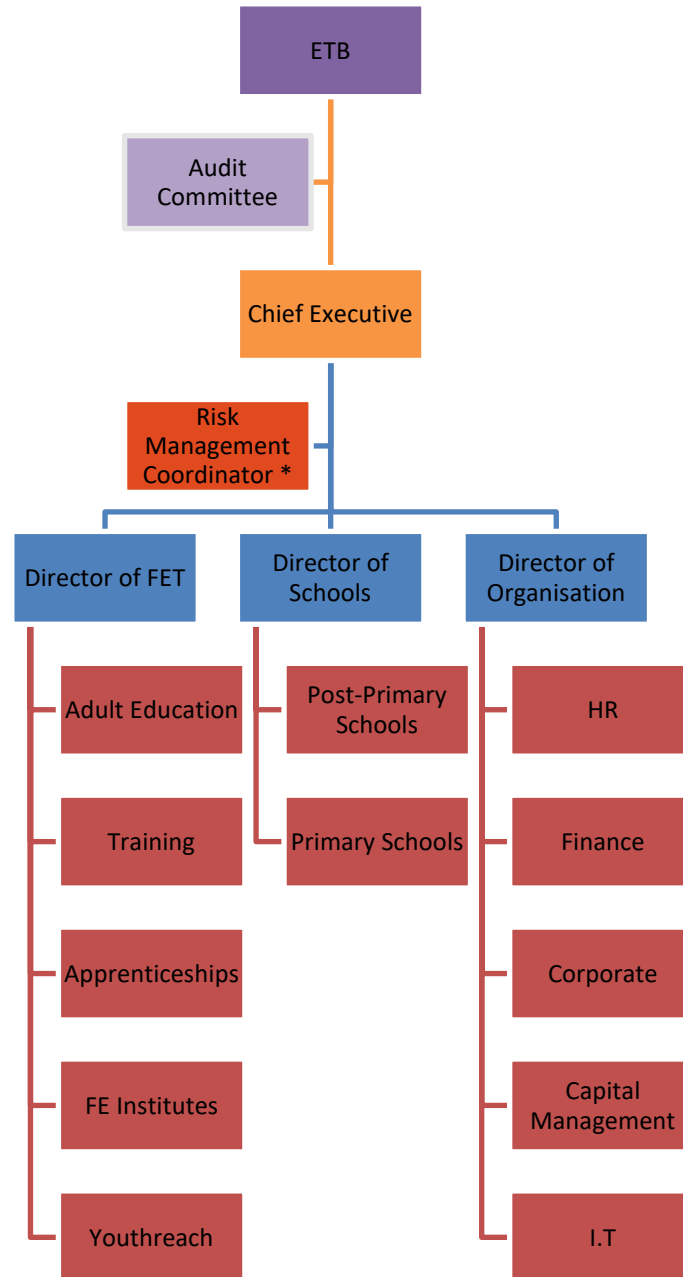 ETB
Audit
Committee
Chief Executive
Risk
Management
Coordinator *
Director of FET
Director of
Schools
Director of
Organisation
Adult Education
Post-Primary
Schools
HR
Training
Primary Schools
Finance
Apprenticeships
Corporate
FE Institutes
Capital
Management
Youthreach
I.T